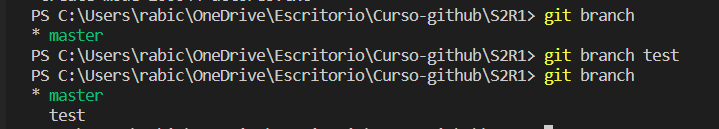 PS C:\Users\rabic\OneDrive\Escritorio\Curso-github\S2R1> git branch
* master
PS C:\Users\rabic\OneDrive\Escritorio\Curso-github\S2R1> git branch test
PS C:\Users\rabic\OneDrive\Escritorio\Curso-github\S2R1> git branch
* master
  test